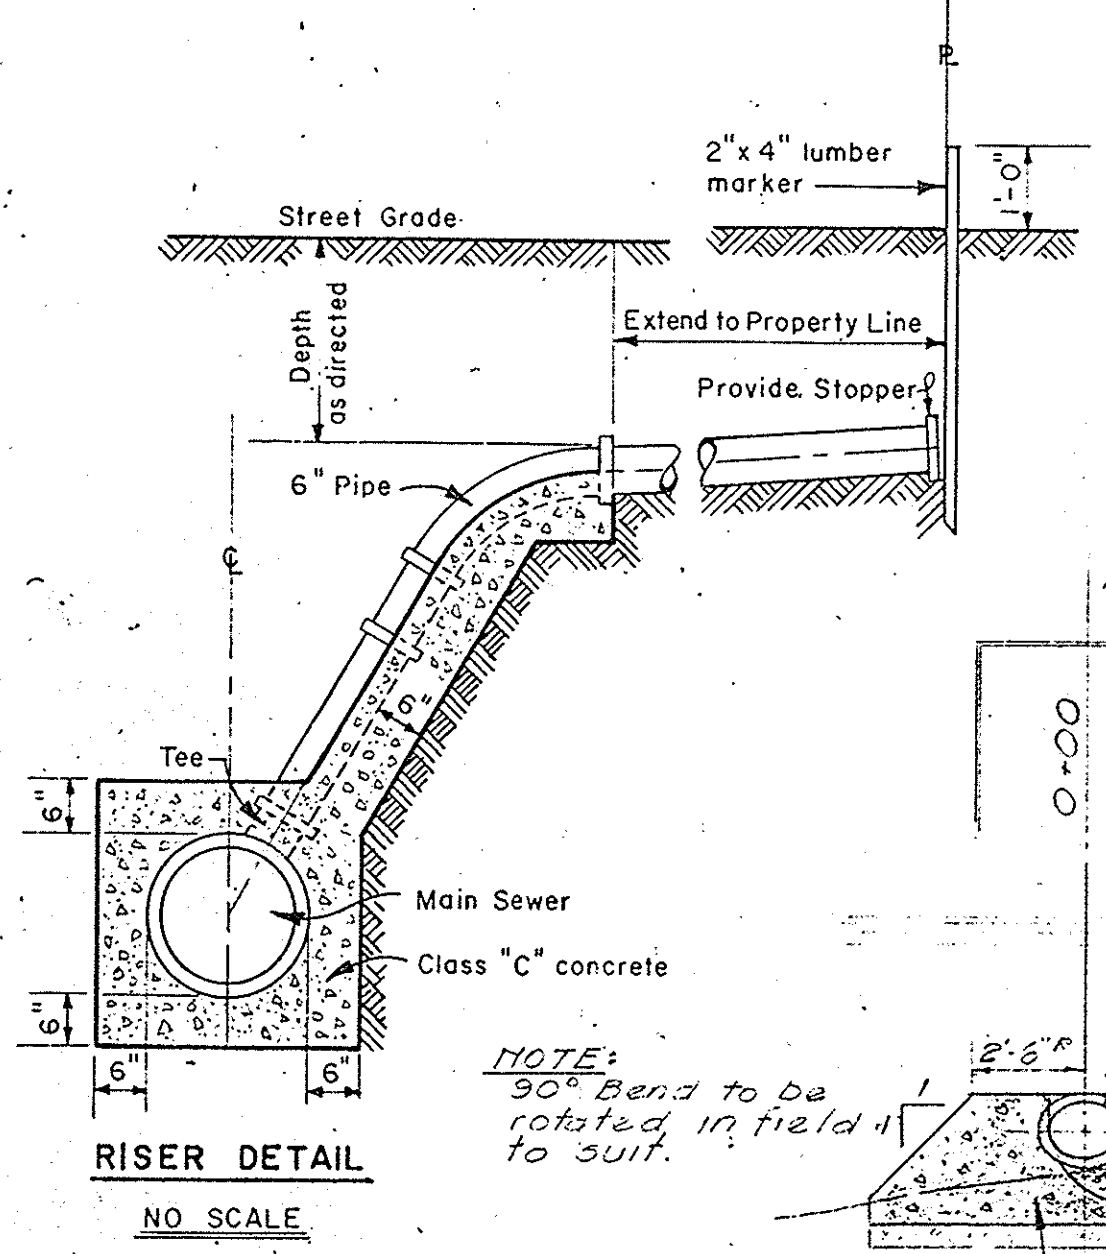 ℄
2"x 4" lumber
marker
1'-0"
Street Grade
Depth
as directed
Extend to Property Line
Provide Stopper
6" Pipe
℄
6"
Tee
6"
0+00
Main Sewer
Class "C" concrete
6"
6"
6"
NOTE:
90° Bend to be
rotated in field
to suit.
2'-6"
1
1
RISER DETAIL
NO SCALE